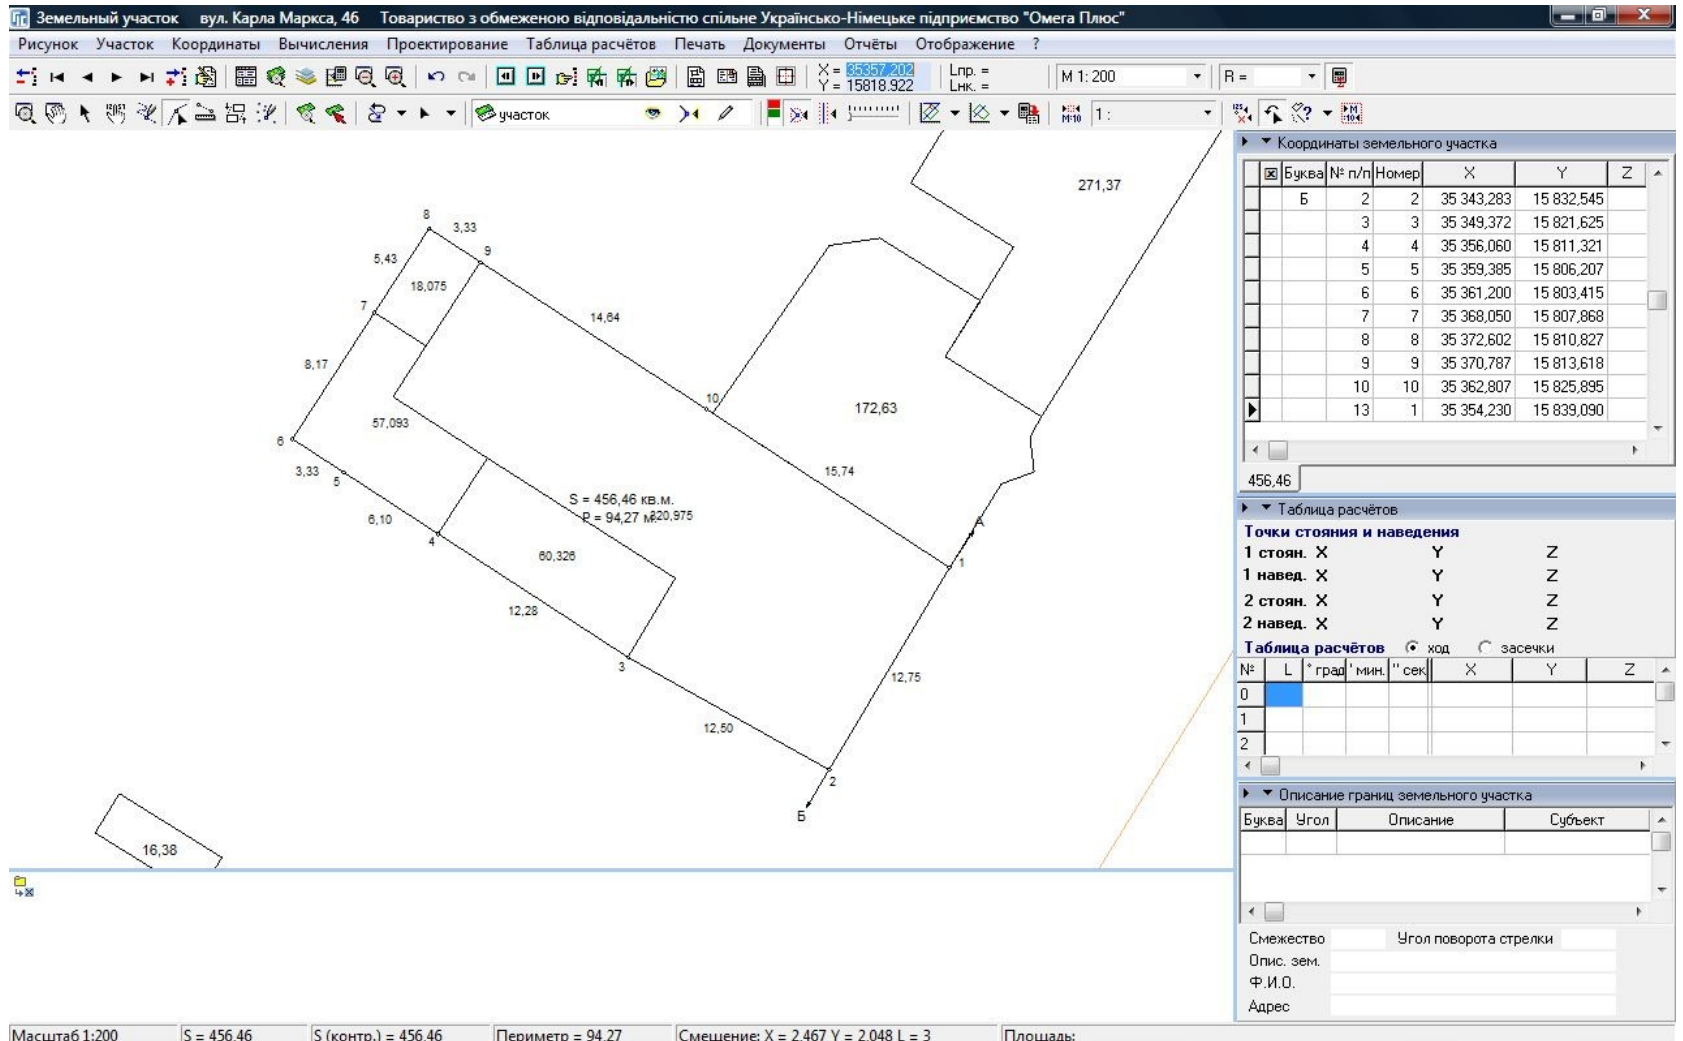 Земельный участок вул. Карла Маркса, 46 Товариство з обмеженою відповідальністю спільне Українсько-Німецьке підприємство "Омега Плюс"
Рисунок Участок Координаты Вычисления Проектирование Таблица расчётов Печать Документы Отчёты Отображение ?
X = 35357,202 Lпр. = M 1: 200 R =
Y = 15818.922 Lнк. =
участок 1 :
Координаты земельного участка
Буква № п/п Номер X Y Z
Б 2 2 35 343,283 15 832,545
3 3 35 349,372 15 821,625
4 4 35 356,060 15 811,321
5 5 35 359,385 15 806,207
6 6 35 361,200 15 803,415
7 7 35 368,050 15 807,868
8 8 35 372,602 15 810,827
9 9 35 370,787 15 813,618
10 10 35 362,807 15 825,895
13 1 35 354,230 15 839,090
456,46
271,37
8
3,33
9
5,43
18,075
7
14,64
8,17
10
172,63
57,093
6
3,33
5
15,74
S = 456,46 кв.м.
P = 94,27 м.
320,975
6,10
А
4
60,326
1
12,28
3
12,75
12,50
2
Б
16,38
Таблица расчётов
Точки стояния и наведения
1 стоян. X Y Z
1 навед. X Y Z
2 стоян. X Y Z
2 навед. X Y Z
Таблица расчётов ход засечки
№ L ° град ' мин. '' сек X Y Z
0
1
2
Описание границ земельного участка
Буква Угол Описание Субъект
Смежество Угол поворота стрелки
Опис. зем.
Ф.И.О.
Адрес
Масштаб 1:200 S = 456.46 S (контр.) = 456.46 Периметр = 94.27 Смещение: X = 2.467 Y = 2.048 L = 3 Площадь: